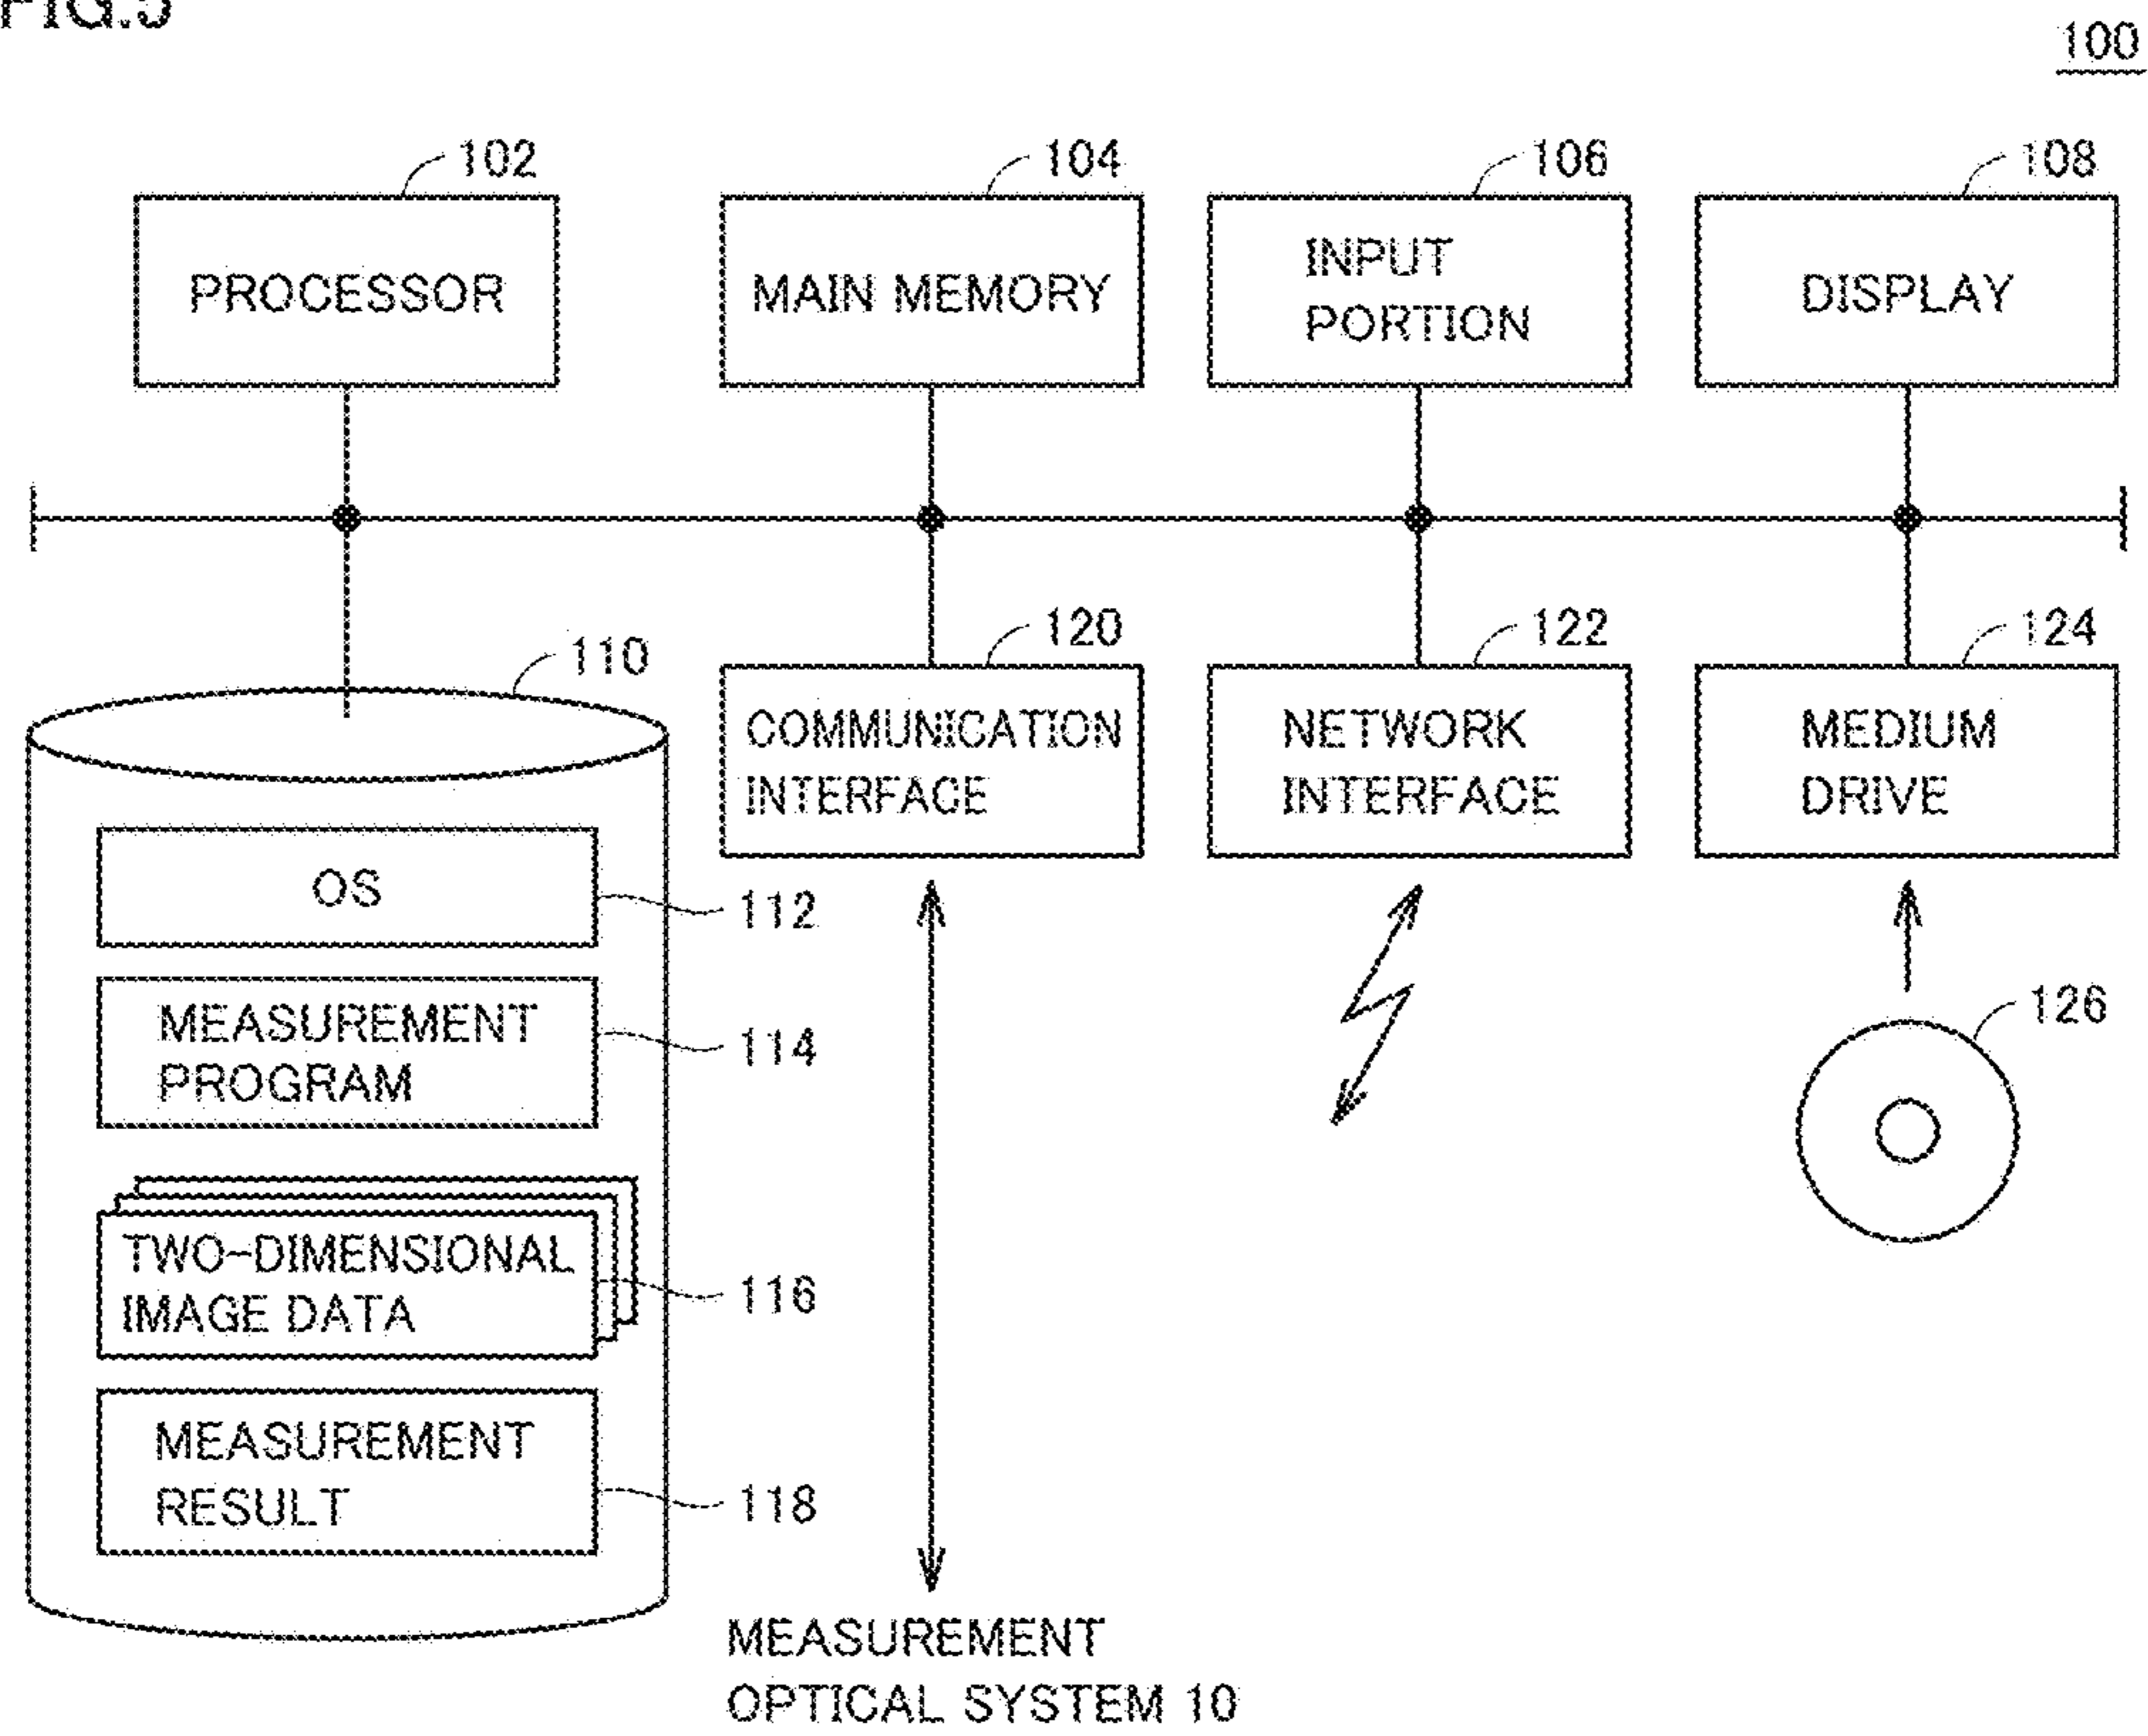 FIG.5
100
102
104
106
108
PROCESSOR
MAIN MEMORY
INPUT
PORTION
DISPLAY
110
120
122
124
COMMUNICATION
INTERFACE
NETWORK
INTERFACE
MEDIUM
DRIVE
OS
112
MEASUREMENT
PROGRAM
114
126
TWO-DIMENSIONAL
IMAGE DATA
116
MEASUREMENT
RESULT
118
MEASUREMENT
OPTICAL SYSTEM 10